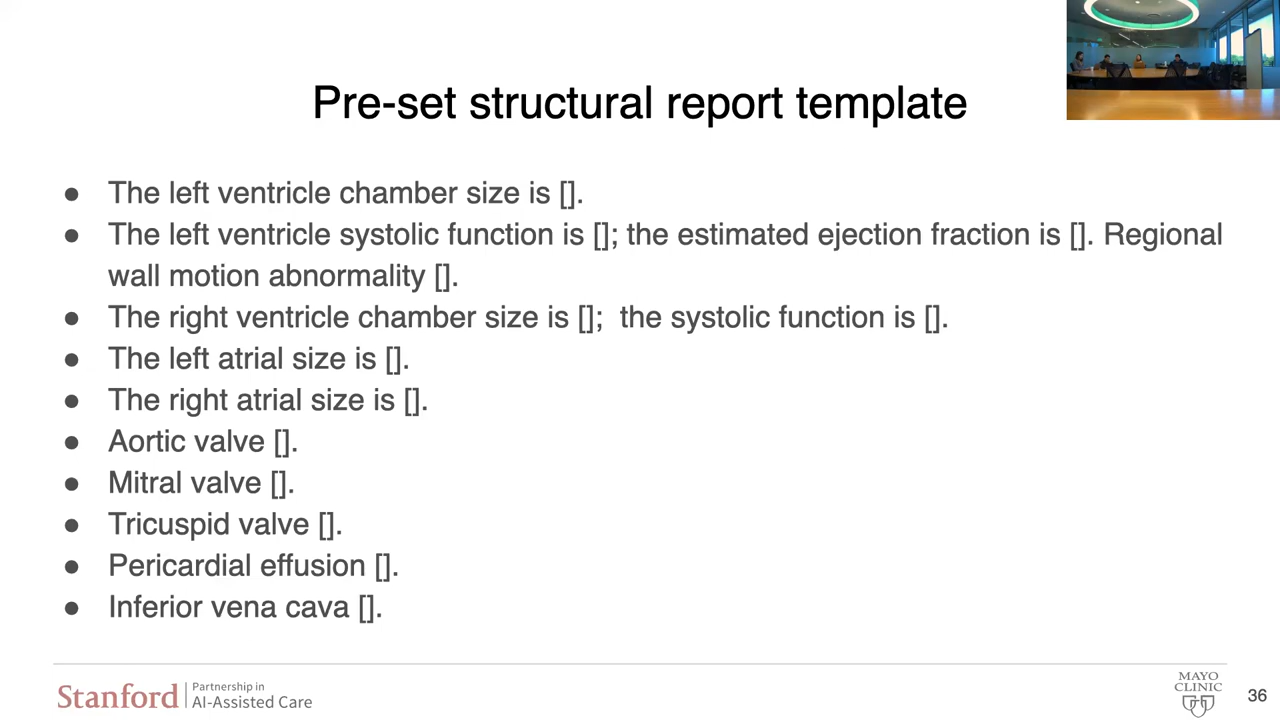 Pre-set structural report template
● The left ventricle chamber size is [].
● The left ventricle systolic function is []; the estimated ejection fraction is []. Regional
wall motion abnormality [].
● The right ventricle chamber size is []; the systolic function is [].
● The left atrial size is [].
● The right atrial size is [].
● Aortic valve [].
● Mitral valve [].
● Tricuspid valve [].
● Pericardial effusion [].
● Inferior vena cava [].
Stanford
Partnership in
AI-Assisted Care
MAYO
CLINIC
36